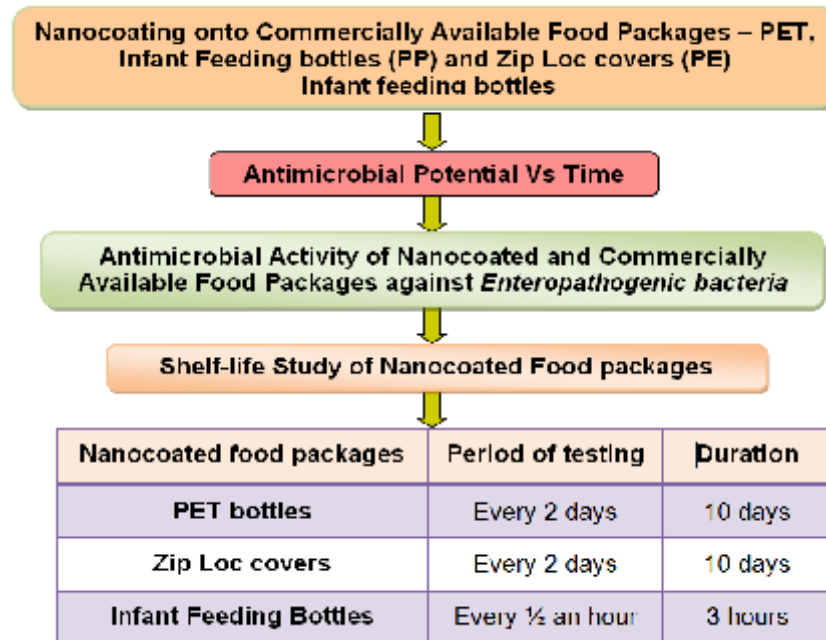 Nanocoating onto Commercially Available Food Packages – PET,
Infant Feeding bottles (PP) and Zip Loc covers (PE)
Infant feeding bottles
Antimicrobial Potential Vs Time
Antimicrobial Activity of Nanocoated and Commercially
Available Food Packages against Enteropathogenic bacteria
Shelf-life Study of Nanocoated Food packages
Nanocoated food packages Period of testing Duration
PET bottles Every 2 days 10 days
Zip Loc covers Every 2 days 10 days
Infant Feeding Bottles Every ½ an hour 3 hours